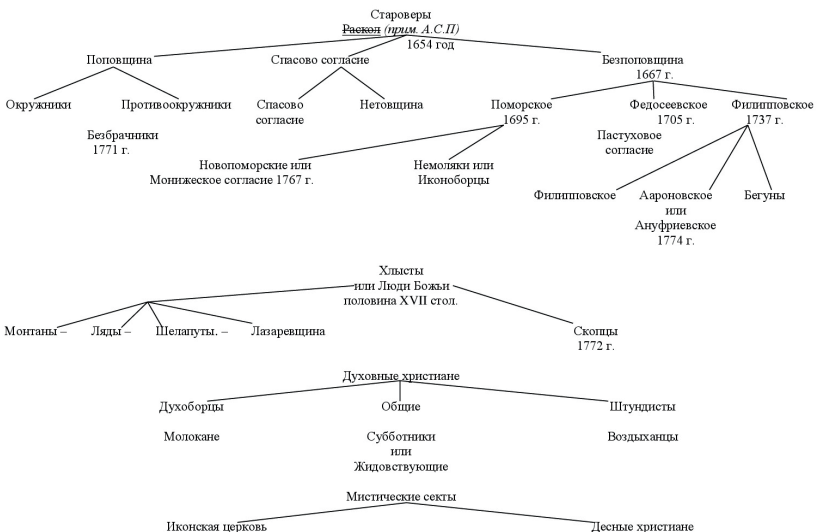 Староверы
Раскол (прим. А.С.П)
1654 год
Поповщина Спасово согласие Безпоповщина
1667 г.
Окружники Противоокружники Спасово Нетовщина Поморское Федосеевское Филипповское
согласие 1695 г. 1705 г. 1737 г.
Безбрачники Пастухово
1771 г. согласие
Новопоморские или Немоляки или
Монижеское согласие 1767 г. Иконоборцы
Филипповское Аароновское Бегуны
или
Ануфриевское
1774 г.
Хлысты
или Люди Божьи
половина XVII стол.
Монтаны – Ляды – Шелапуты. – Лазаревщина Скопцы
1772 г.
Духовные христиане
Духоборцы Общие Штундисты
Молокане Субботники Воздыханцы
или
Жидовствующие
Мистические секты
Иконская церковь Десные христиане